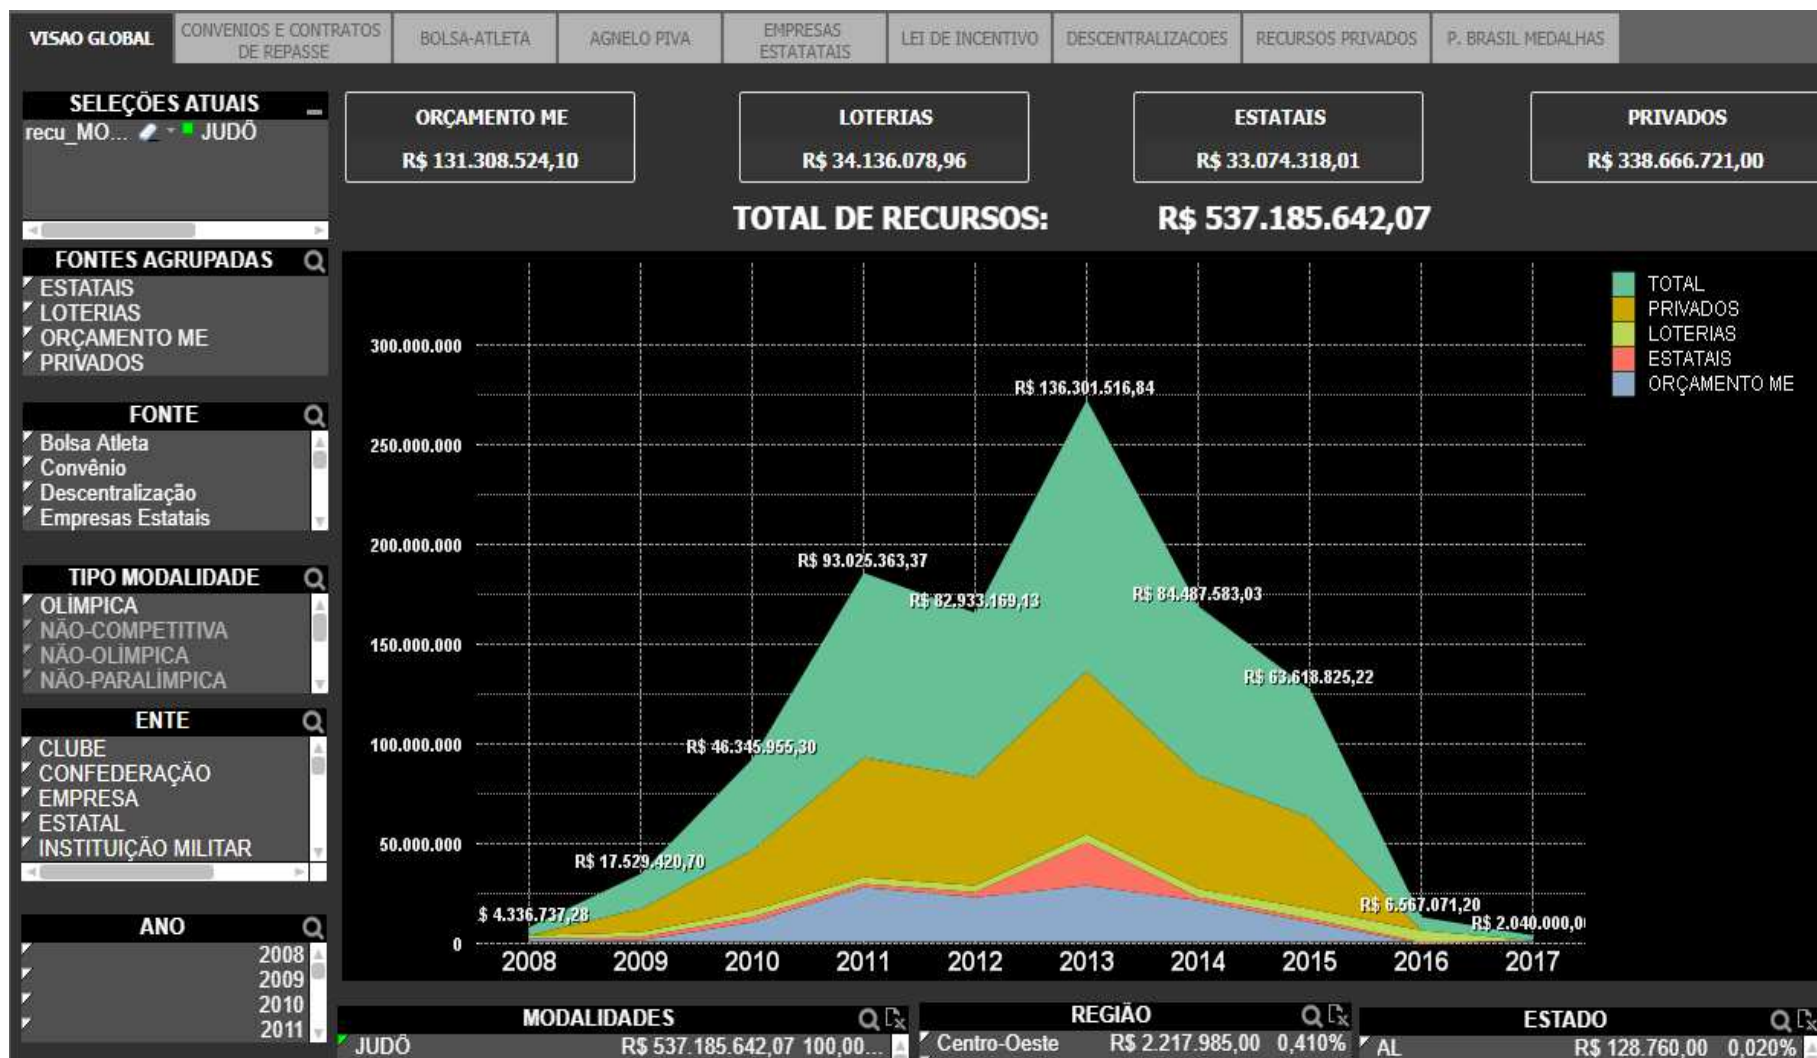 VISAO GLOBAL
CONVENIOS E CONTRATOS
DE REPASSE
BOLSA-ATLETA
AGNELO PIVA
EMPRESAS
ESTATATAIS
LEI DE INCENTIVO
DESCENTRALIZACOES
RECURSOS PRIVADOS
P. BRASIL MEDALHAS
SELEÇÕES ATUAIS
recu_MO... JUDÔ
ORÇAMENTO ME
R$ 131.308.524,10
LOTERIAS
R$ 34.136.078,96
ESTATAIS
R$ 33.074.318,01
PRIVADOS
R$ 338.666.721,00
TOTAL DE RECURSOS: R$ 537.185.642,07
FONTES AGRUPADAS
ESTATAIS
LOTERIAS
ORÇAMENTO ME
PRIVADOS
FONTE
Bolsa Atleta
Convênio
Descentralização
Empresas Estatais
TIPO MODALIDADE
OLÍMPICA
NÃO-COMPETITIVA
NÃO-OLÍMPICA
NÃO-PARALÍMPICA
ENTE
CLUBE
CONFEDERAÇÃO
EMPRESA
ESTATAL
INSTITUIÇÃO MILITAR
ANO
2008
2009
2010
2011
300.000.000
250.000.000
200.000.000
150.000.000
100.000.000
50.000.000
0
$ 4.336.737,28
R$ 17.529.420,70
R$ 46.345.955,30
R$ 93.025.363,37
R$ 82.933.169,13
R$ 136.301.516,84
R$ 84.487.583,03
R$ 63.618.825,22
R$ 6.567.071,20
R$ 2.040.000,0
2008 2009 2010 2011 2012 2013 2014 2015 2016 2017
TOTAL
PRIVADOS
LOTERIAS
ESTATAIS
ORÇAMENTO ME
MODALIDADES
JUDÔ R$ 537.185.642,07 100,00...
REGIÃO
Centro-Oeste R$ 2.217.985,00 0,410%
ESTADO
AL R$ 128.760,00 0,020%